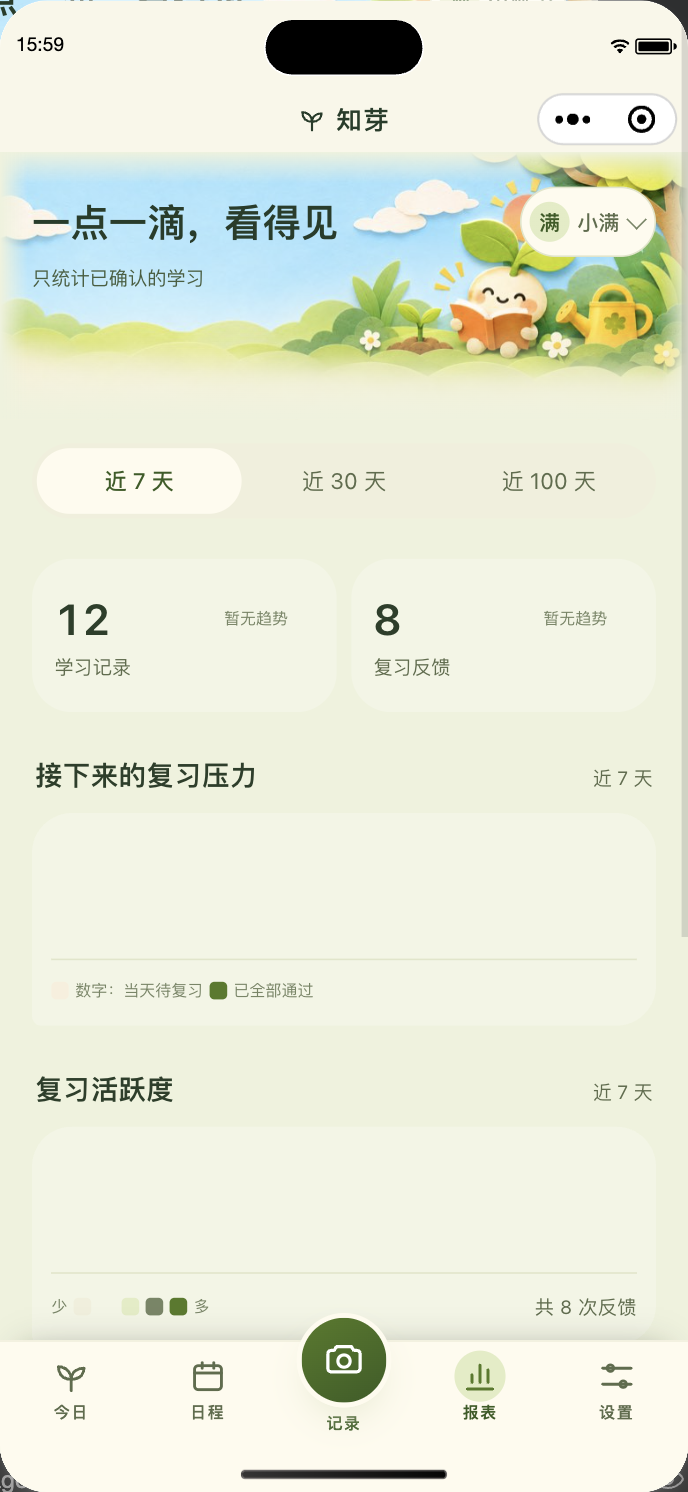 15:59
知芽
一点一滴，看得见
满 小满
只统计已确认的学习
近 7 天 近 30 天 近 100 天
12 暂无趋势 8 暂无趋势
学习记录 复习反馈
接下来的复习压力 近 7 天
数字：当天待复习 已全部通过
复习活跃度 近 7 天
少 多 共 8 次反馈
今日 日程 记录 报表 设置